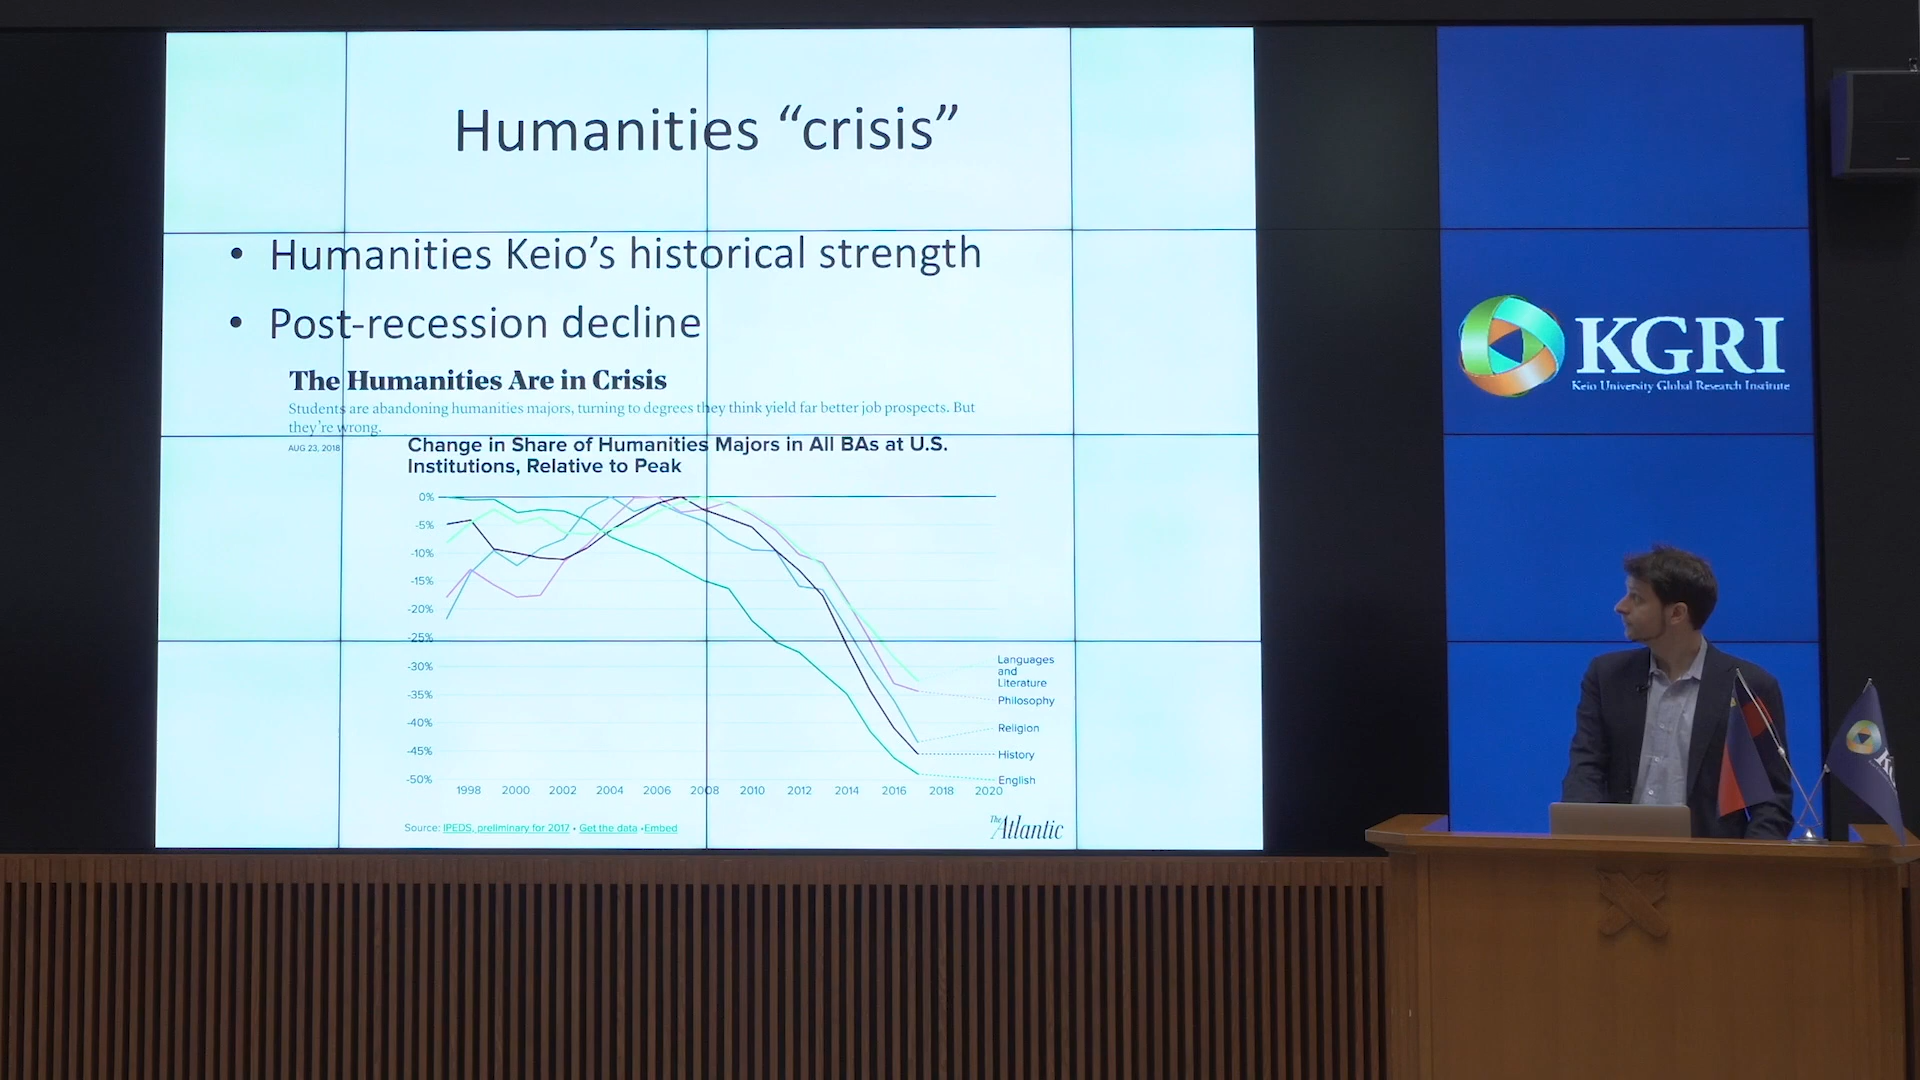 Humanities “crisis”
• Humanities Keio’s historical strength
• Post-recession decline
The Humanities Are in Crisis
Students are abandoning humanities majors, turning to degrees they think yield far better job prospects. But
they’re wrong.
AUG 23, 2018
Change in Share of Humanities Majors in All BAs at U.S.
Institutions, Relative to Peak
0%
-5%
-10%
-15%
-20%
-25%
-30%
-35%
-40%
-45%
-50%
1998 2000 2002 2004 2006 2008 2010 2012 2014 2016 2018 2020
Languages
and
Literature
Philosophy
Religion
History
English
Source: IPEDS, preliminary for 2017 • Get the data •Embed
The Atlantic
KGRI
Keio University Global Research Institute